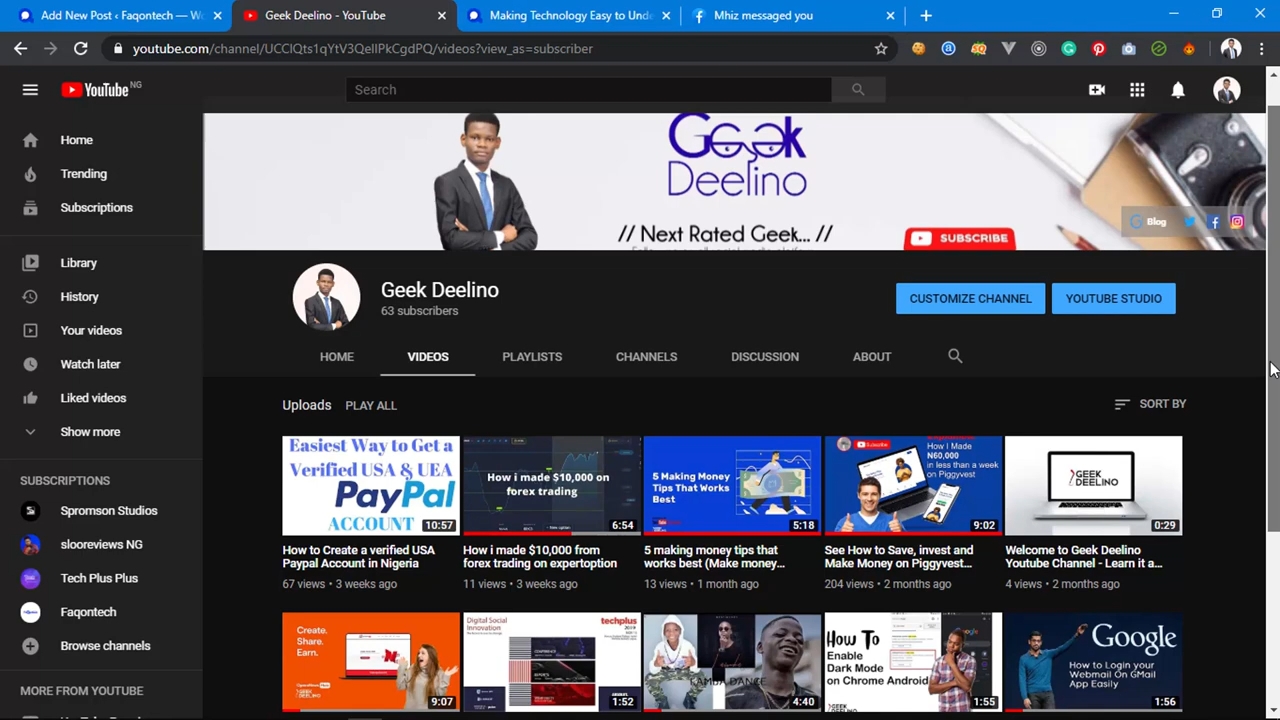 Add New Post ‹ Faqontech — Wo
Geek Deelino - YouTube
Making Technology Easy to Unde
Mhiz messaged you
youtube.com/channel/UCCIQts1qYtV3QelIPkCgdPQ/videos?view_as=subscriber
YouTube NG
Search
Home
Trending
Subscriptions
Library
History
Your videos
Watch later
Liked videos
Show more
SUBSCRIPTIONS
Spromson Studios
slooreviews NG
Tech Plus Plus
Faqontech
Browse channels
MORE FROM YOUTUBE
Geek
Deelino
// Next Rated Geek... //
SUBSCRIBE
Blog
Geek Deelino
63 subscribers
CUSTOMIZE CHANNEL
YOUTUBE STUDIO
HOME
VIDEOS
PLAYLISTS
CHANNELS
DISCUSSION
ABOUT
Uploads
PLAY ALL
SORT BY
Easiest Way to Get a
Verified USA & UEA
PayPal
ACCOUNT
10:57
How to Create a verified USA
Paypal Account in Nigeria
67 views • 3 weeks ago
How i made $10,000 on
forex trading
6:54
How i made $10,000 from
forex trading on expertoption
11 views • 3 weeks ago
5 Making Money
Tips That Works
Best
5:18
5 making money tips that
works best (Make money...
13 views • 1 month ago
How I Made
N60,000
in less than a week
on Piggyvest
9:02
See How to Save, invest and
Make Money on Piggyvest...
204 views • 2 months ago
GEEK
DEELINO
0:29
Welcome to Geek Deelino
Youtube Channel - Learn it a...
4 views • 2 months ago
Create.
Share.
Earn.
9:07
Digital Social
Innovation
techplus
1:52
4:40
HOW TO
Enable
Dark Mode
on Chrome Android
1:55
Google
How to Login your
Webmail On GMail
App Easily
1:56